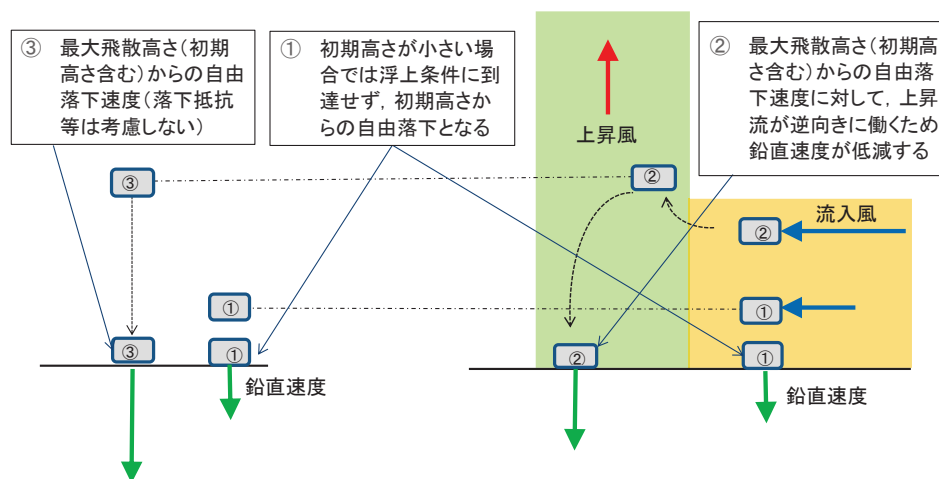 ③ 最大飛散高さ（初期
高さ含む）からの自由
落下速度（落下抵抗
等は考慮しない）
① 初期高さが小さい場
合では浮上条件に到
達せず，初期高さか
らの自由落下となる
② 最大飛散高さ（初期高
さ含む）からの自由落
下速度に対して，上昇
流が逆向きに働くため
鉛直速度が低減する
上昇風
③
②
流入風
②
①
①
③
①
②
①
鉛直速度
鉛直速度